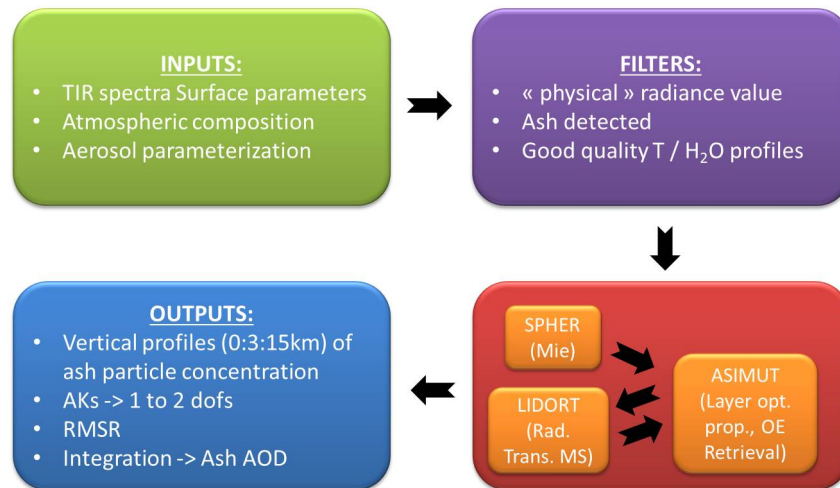 INPUTS:
• TIR spectra Surface parameters
• Atmospheric composition
• Aerosol parameterization
FILTERS:
• « physical » radiance value
• Ash detected
• Good quality T / H₂O profiles
OUTPUTS:
• Vertical profiles (0:3:15km) of
ash particle concentration
• AKs -> 1 to 2 dofs
• RMSR
• Integration -> Ash AOD
SPHER
(Mie)
LIDORT
(Rad.
Trans. MS)
ASIMUT
(Layer opt.
prop., OE
Retrieval)